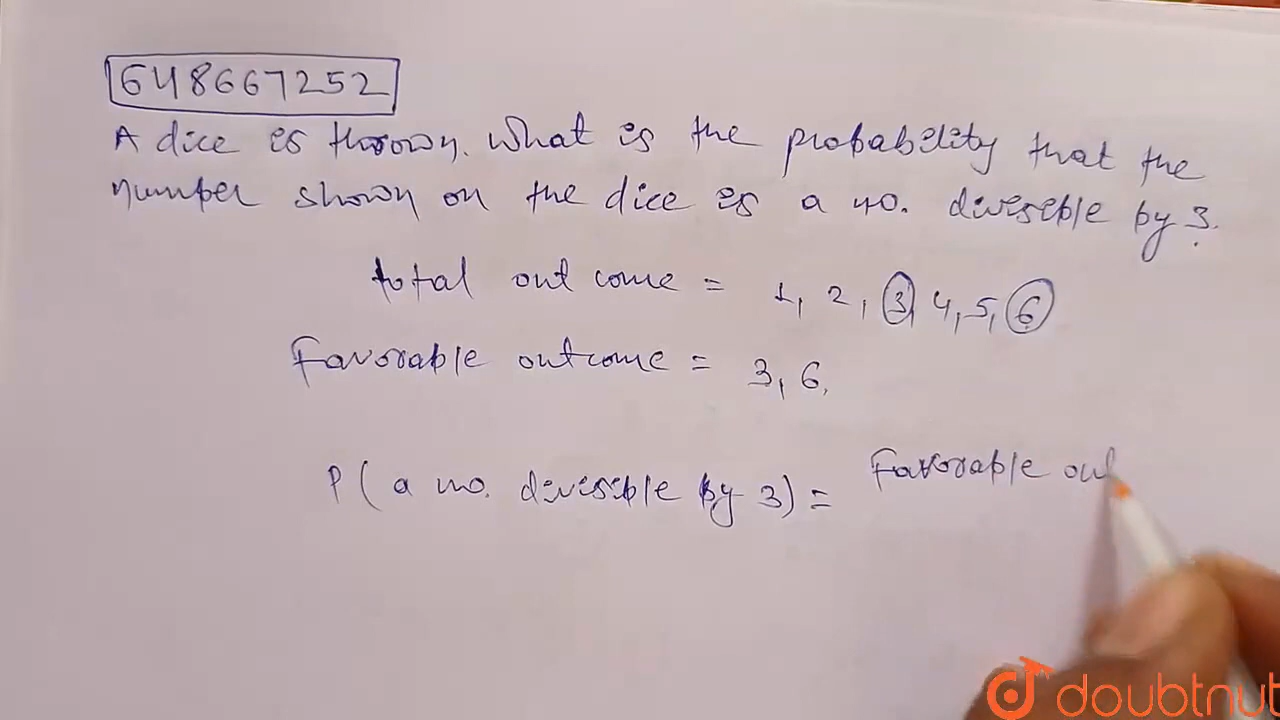 648667252
A dice is thrown. What is the probability that the
number shown on the dice is a no. divisible by 3.
total out come = 1, 2, 3, 4, 5, 6
Favorable outcome = 3, 6,
P ( a no. divisible by 3) = Favorable out
doubtnut